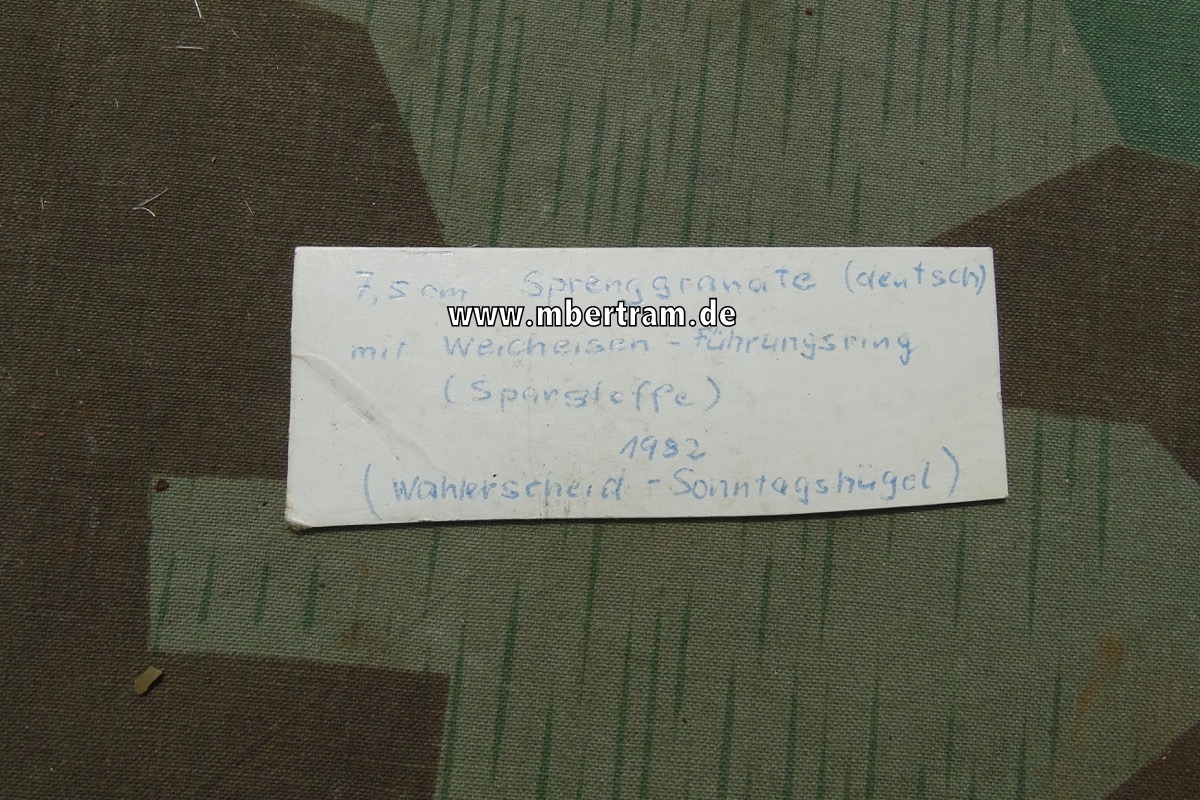 7,5 cm Sprenggranate (deutsch)
www.mbertram.de
mit Weicheisen - Führungsring
(Sparstoffe)
1982
(Wahlerscheid - Sonntagshügel)